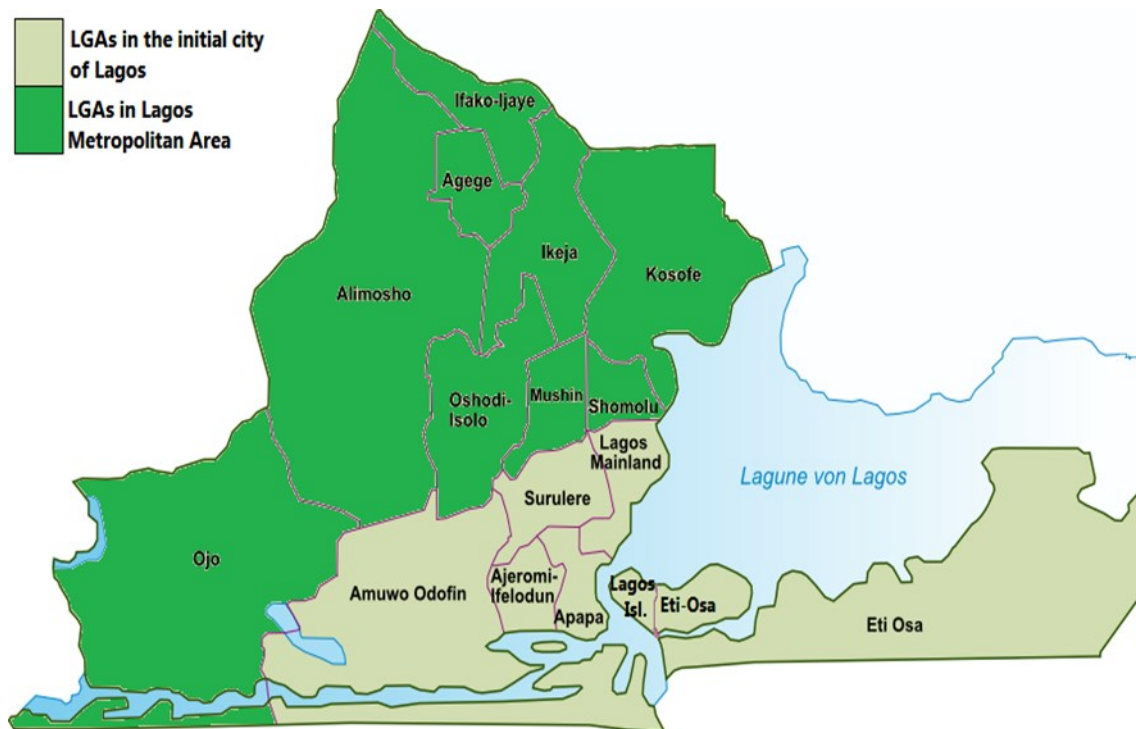 LGAs in the initial city
of Lagos
LGAs in Lagos
Metropolitan Area
Ifako-Ijaye
Agege
Ikeja
Kosofe
Alimosho
Oshodi-
Isolo
Mushin
Shomolu
Lagos
Mainland
Surulere
Lagune von Lagos
Ojo
Amuwo Odofin
Ajeromi-
Ifelodun
Apapa
Lagos
Isl.
Eti-Osa
Eti Osa